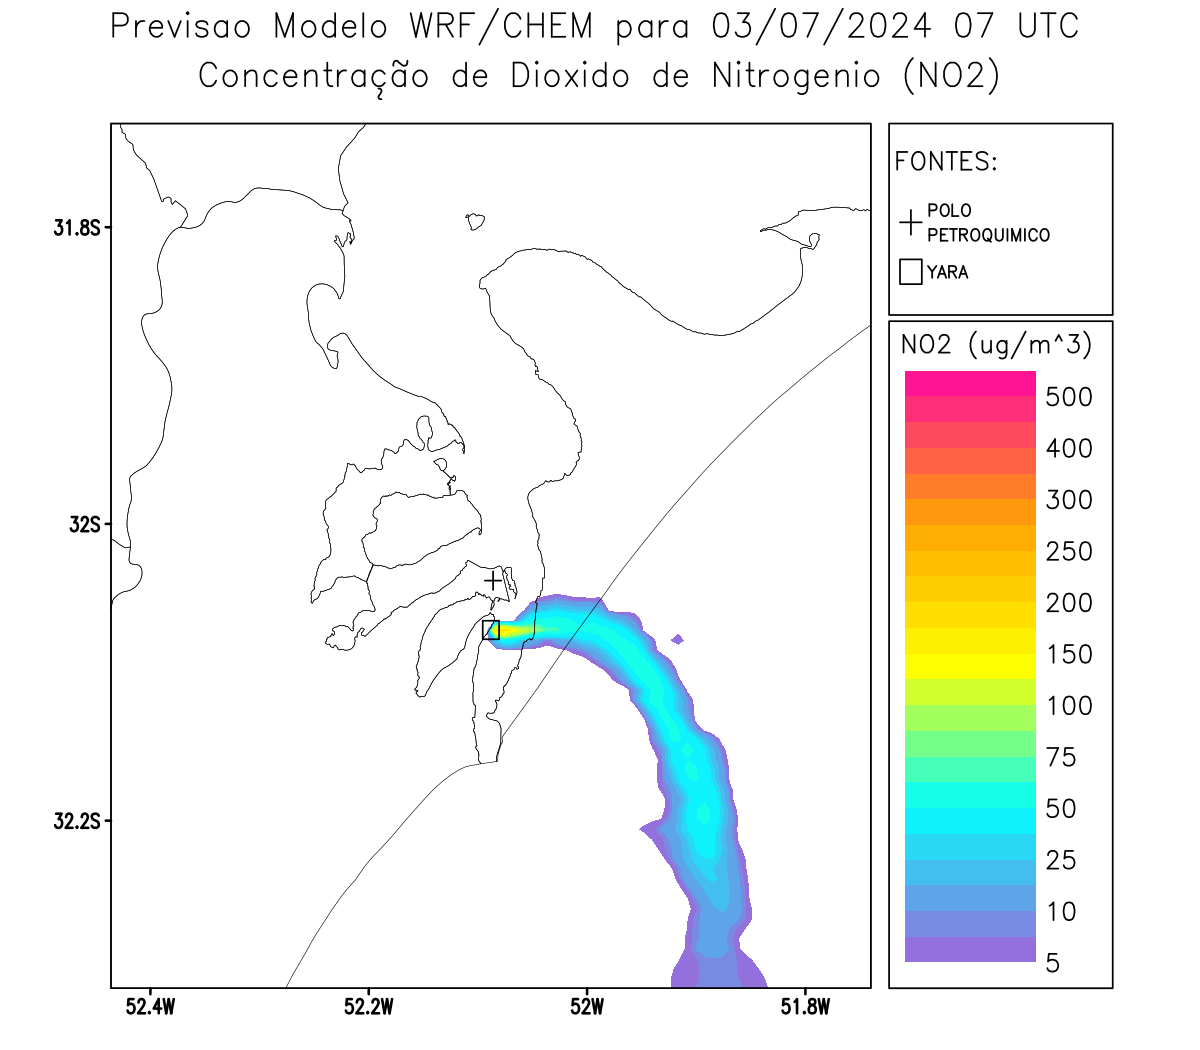 Previsao Modelo WRF/CHEM para 03/07/2024 07 UTC
Concentração de Dioxido de Nitrogenio (NO2)
FONTES:
POLO
PETROQUIMICO
YARA
31.8S
32S
32.2S
52.4W
52.2W
52W
51.8W
NO2 (ug/m^3)
500
400
300
250
200
150
100
75
50
25
10
5